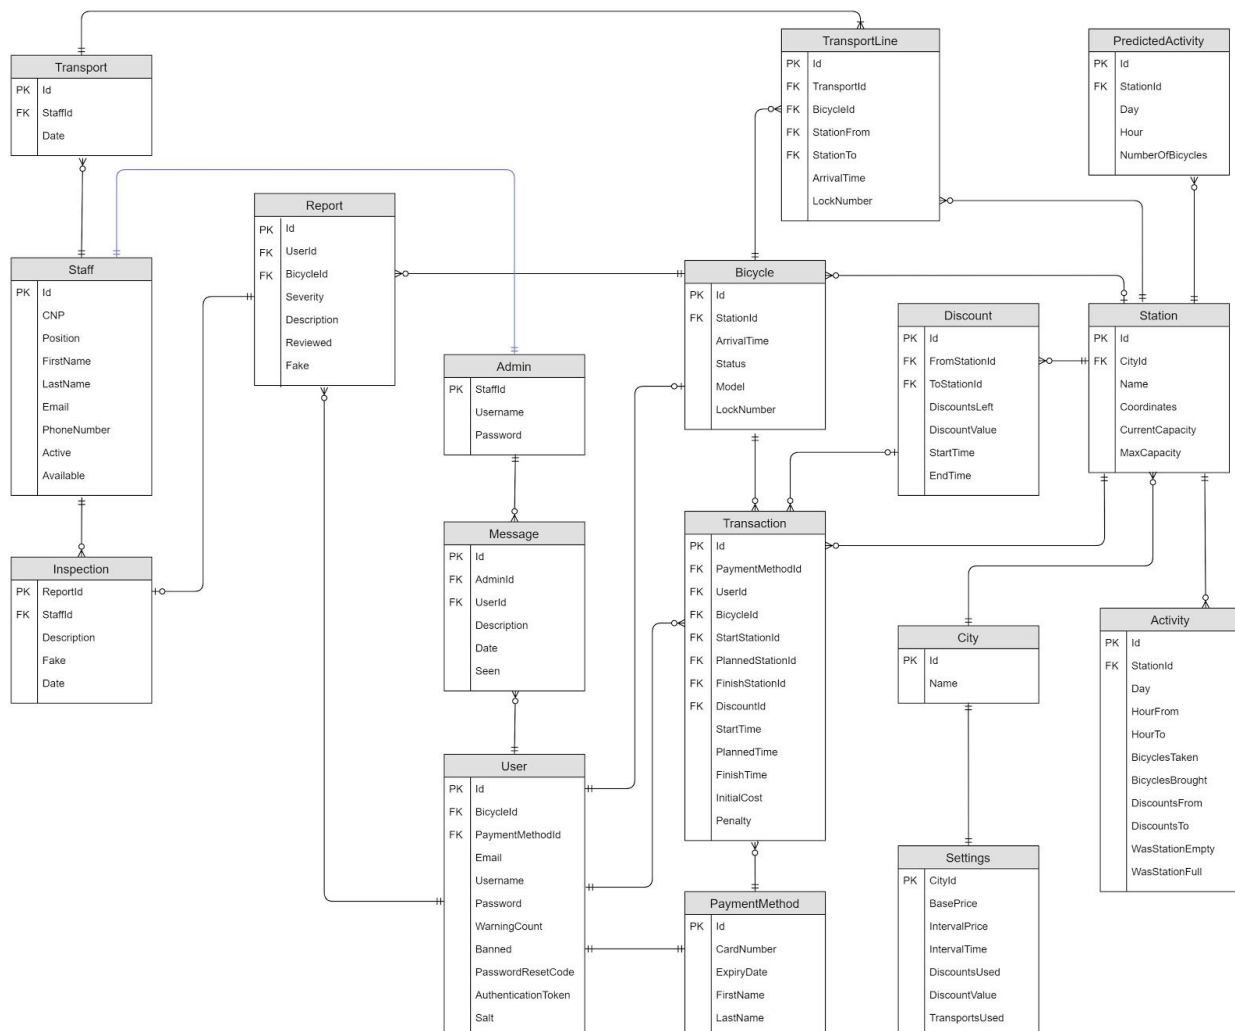 Transport
PK Id
FK StaffId
Date
TransportLine
PK Id
FK TransportId
FK BicycleId
FK StationFrom
FK StationTo
ArrivalTime
LockNumber
PredictedActivity
PK Id
FK StationId
Day
Hour
NumberOfBicycles
Report
PK Id
FK UserId
FK BicycleId
Severity
Description
Reviewed
Fake
Staff
PK Id
CNP
Position
FirstName
LastName
Email
PhoneNumber
Active
Available
Bicycle
PK Id
FK StationId
ArrivalTime
Status
Model
LockNumber
Discount
PK Id
FK FromStationId
FK ToStationId
DiscountsLeft
DiscountValue
StartTime
EndTime
Station
PK Id
FK CityId
Name
Coordinates
CurrentCapacity
MaxCapacity
Admin
PK StaffId
Username
Password
Message
PK Id
FK AdminId
FK UserId
Description
Date
Seen
Transaction
PK Id
FK PaymentMethodId
FK UserId
FK BicycleId
FK StartStationId
FK PlannedStationId
FK FinishStationId
FK DiscountId
StartTime
PlannedTime
FinishTime
InitialCost
Penalty
Inspection
PK ReportId
FK StaffId
Description
Fake
Date
City
PK Id
Name
Activity
PK Id
FK StationId
Day
HourFrom
HourTo
BicyclesTaken
BicyclesBrought
DiscountsFrom
DiscountsTo
WasStationEmpty
WasStationFull
User
PK Id
FK BicycleId
FK PaymentMethodId
Email
Username
Password
WarningCount
Banned
PasswordResetCode
AuthenticationToken
Salt
PaymentMethod
PK Id
CardNumber
ExpiryDate
FirstName
LastName
Settings
PK CityId
BasePrice
IntervalPrice
IntervalTime
DiscountsUsed
DiscountValue
TransportsUsed